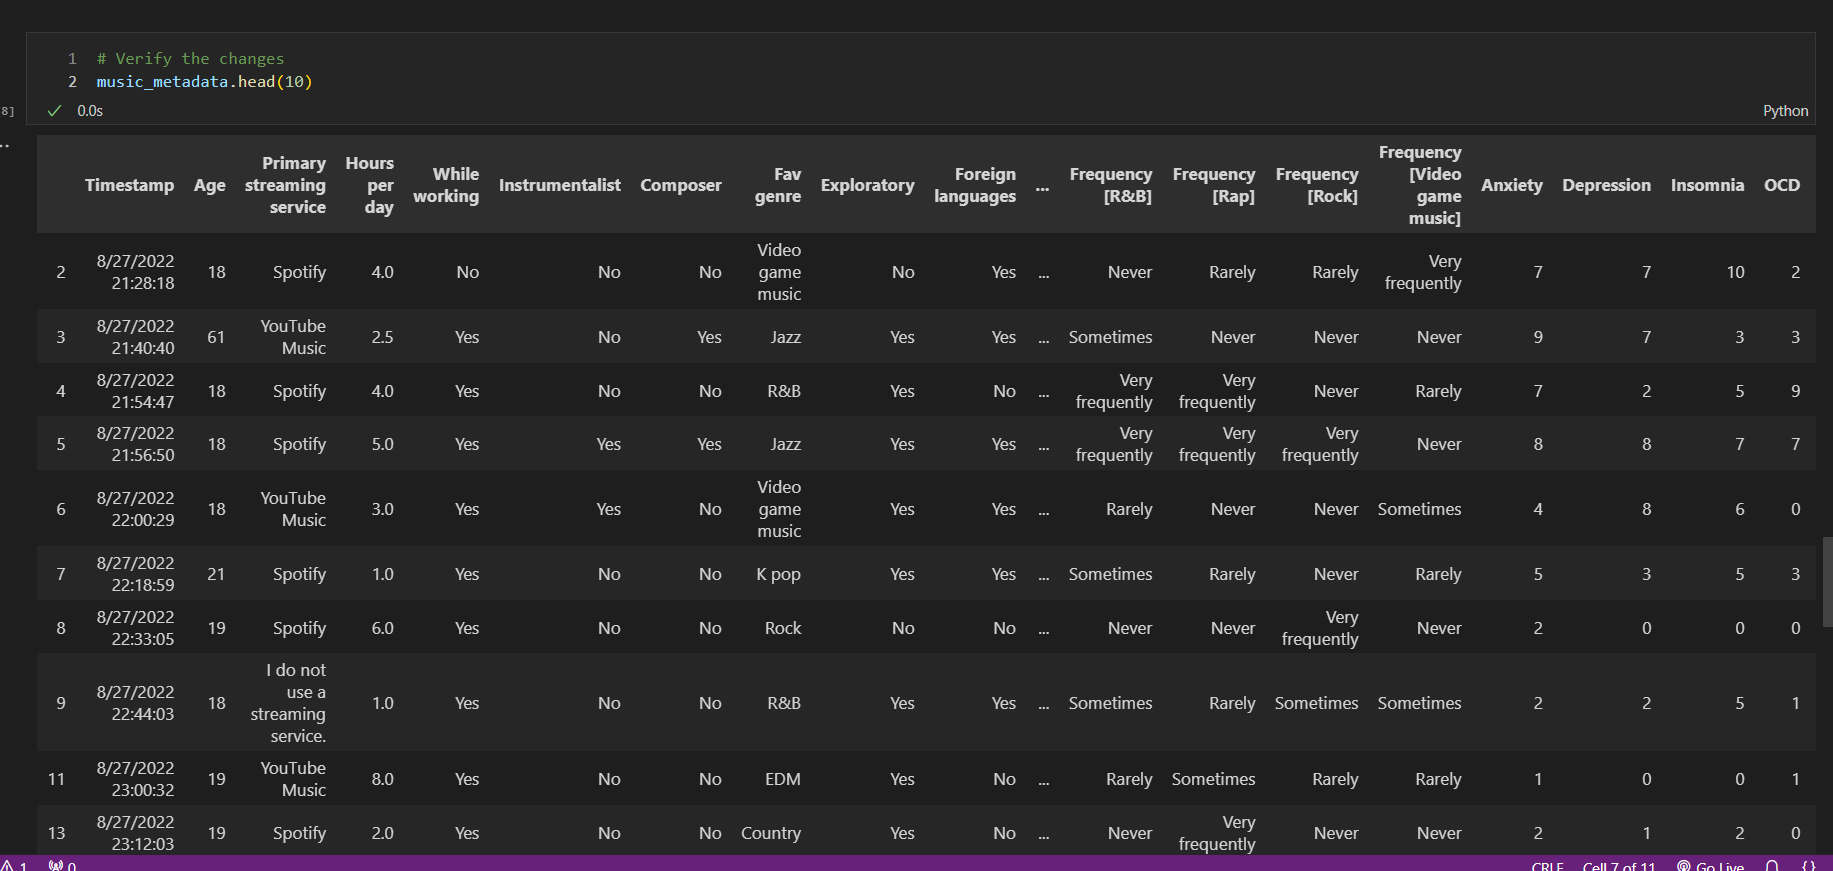 1 # Verify the changes
2 music_metadata.head(10)
8]
0.0s
Python
Timestamp Age Primary streaming service Hours per day While working Instrumentalist Composer Fav genre Exploratory Foreign languages ... Frequency [R&B] Frequency [Rap] Frequency [Rock] Frequency [Video game music] Anxiety Depression Insomnia OCD
2 8/27/2022 21:28:18 18 Spotify 4.0 No No No Video game music No Yes ... Never Rarely Rarely Very frequently 7 7 10 2
3 8/27/2022 21:40:40 61 YouTube Music 2.5 Yes No Yes Jazz Yes Yes ... Sometimes Never Never Never 9 7 3 3
4 8/27/2022 21:54:47 18 Spotify 4.0 Yes No No R&B Yes No ... Very frequently Very frequently Never Rarely 7 2 5 9
5 8/27/2022 21:56:50 18 Spotify 5.0 Yes Yes Yes Jazz Yes Yes ... Very frequently Very frequently Very frequently Never 8 8 7 7
6 8/27/2022 22:00:29 18 YouTube Music 3.0 Yes Yes No Video game music Yes Yes ... Rarely Never Never Sometimes 4 8 6 0
7 8/27/2022 22:18:59 21 Spotify 1.0 Yes No No K pop Yes Yes ... Sometimes Rarely Never Rarely 5 3 5 3
8 8/27/2022 22:33:05 19 Spotify 6.0 Yes No No Rock No No ... Never Never Very frequently Never 2 0 0 0
9 8/27/2022 22:44:03 18 I do not use a streaming service. 1.0 Yes No No R&B Yes Yes ... Sometimes Rarely Sometimes Sometimes 2 2 5 1
11 8/27/2022 23:00:32 19 YouTube Music 8.0 Yes No No EDM Yes No ... Rarely Sometimes Rarely Rarely 1 0 0 1
13 8/27/2022 23:12:03 19 Spotify 2.0 Yes No No Country Yes No ... Never Very frequently Never Never 2 1 2 0
1 0 CRLF Cell 7 of 11 Go Live { }